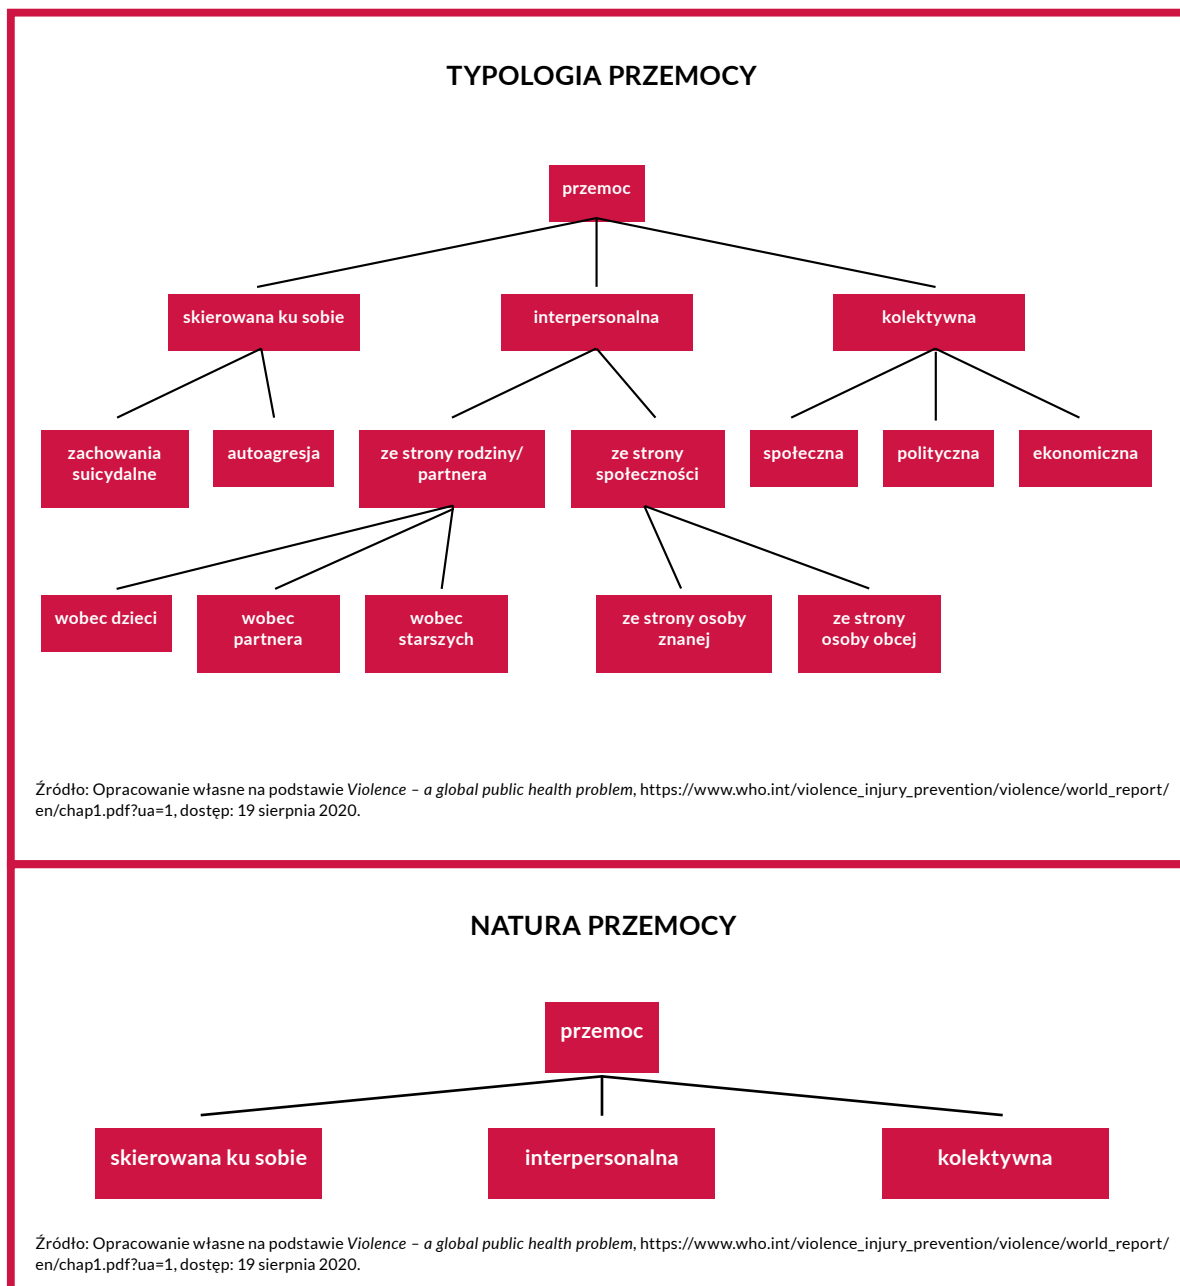 TYPOLOGIA PRZEMOCY
przemoc
skierowana ku sobie
interpersonalna
kolektywna
zachowania
suicydalne
autoagresja
ze strony rodziny/
partnera
ze strony
społeczności
społeczna
polityczna
ekonomiczna
wobec dzieci
wobec
partnera
wobec
starszych
ze strony osoby
znanej
ze strony
osoby obcej
Źródło: Opracowanie własne na podstawie Violence – a global public health problem, https://www.who.int/violence_injury_prevention/violence/world_report/
en/chap1.pdf?ua=1, dostęp: 19 sierpnia 2020.
NATURA PRZEMOCY
przemoc
skierowana ku sobie
interpersonalna
kolektywna
Źródło: Opracowanie własne na podstawie Violence – a global public health problem, https://www.who.int/violence_injury_prevention/violence/world_report/
en/chap1.pdf?ua=1, dostęp: 19 sierpnia 2020.